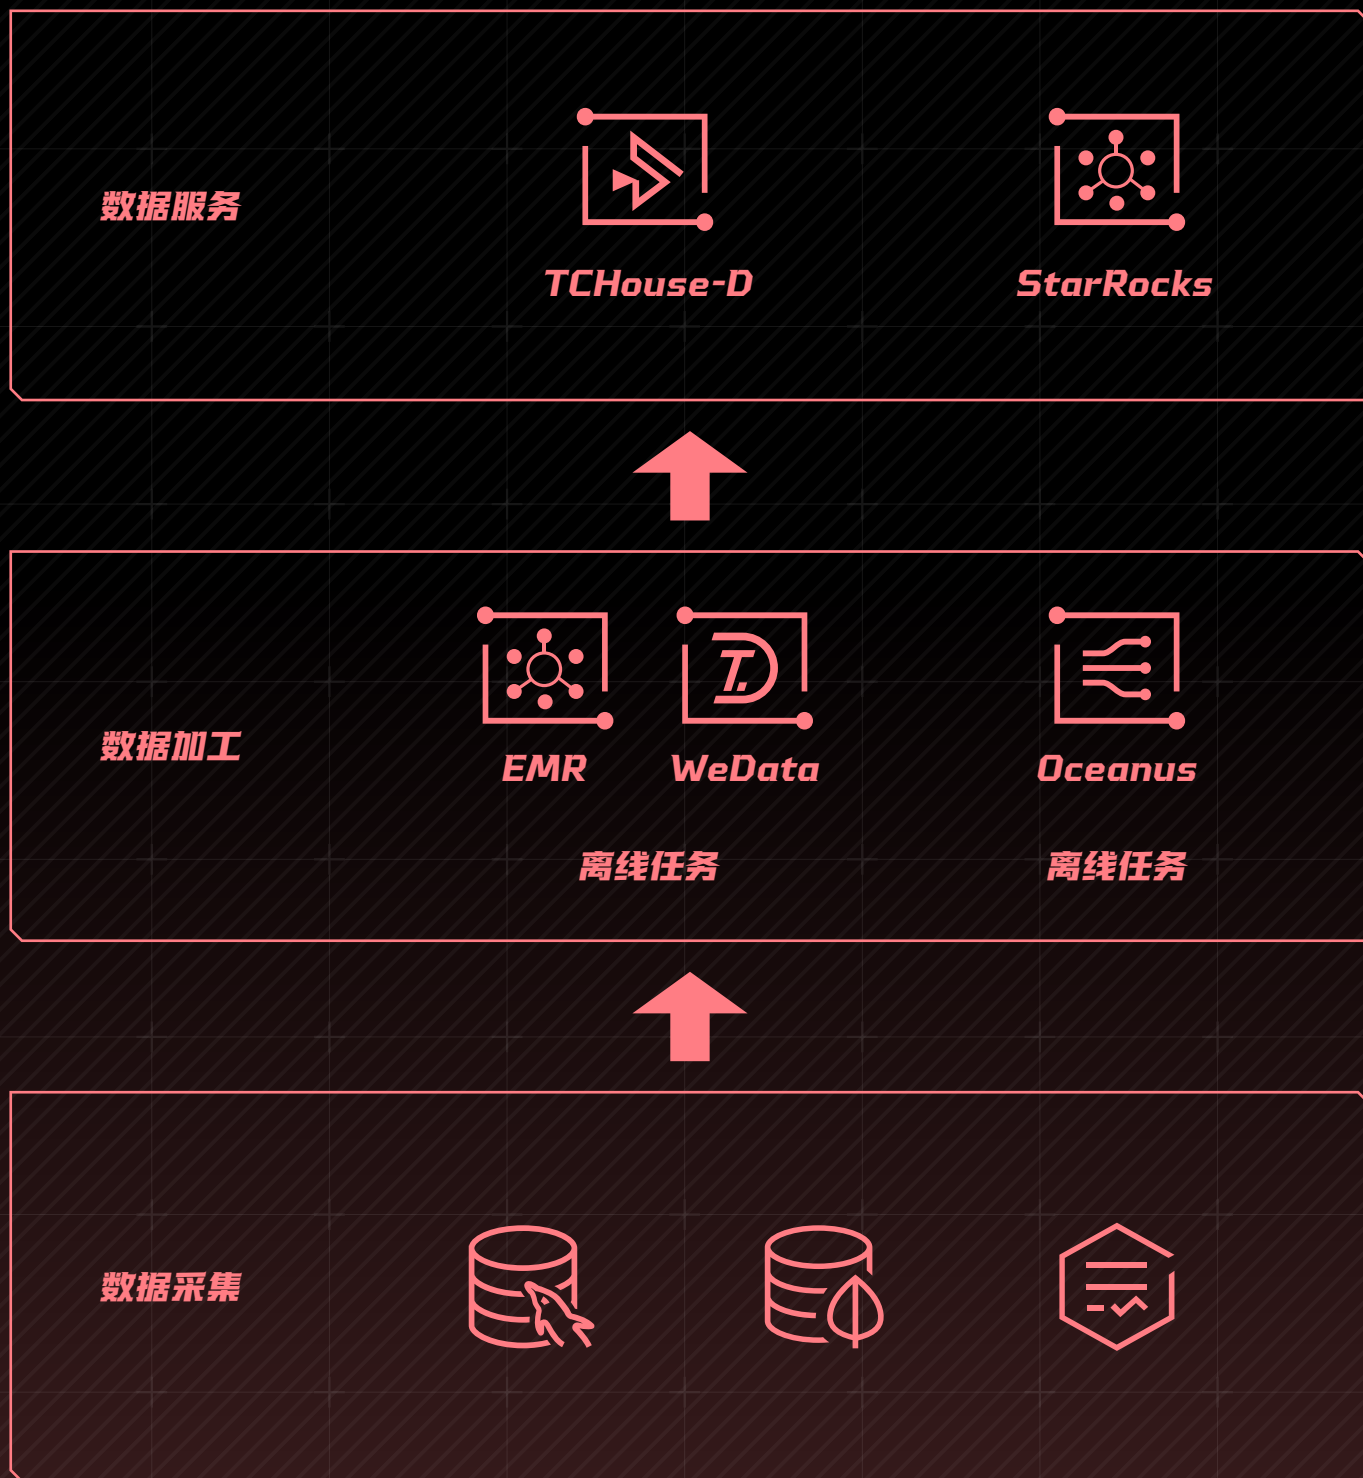 数据服务
TCHouse-D
StarRocks
数据加工
EMR
WeData
Oceanus
离线任务
离线任务
数据采集